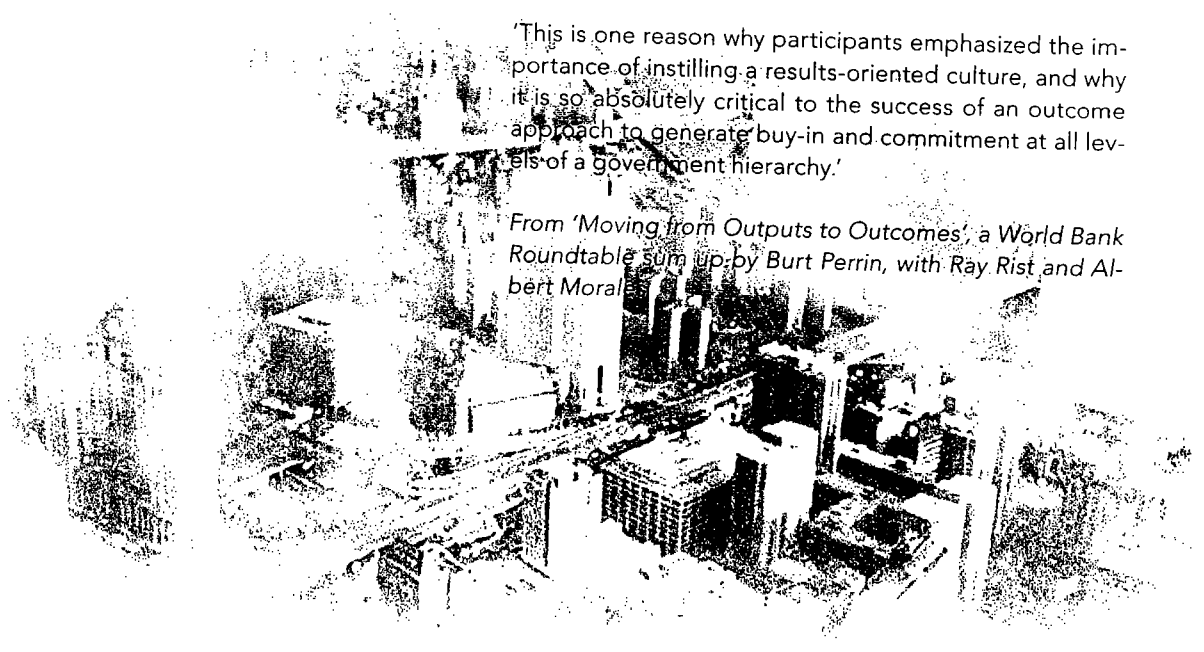 'This is one reason why participants emphasized the im-
portance of instilling a results-oriented culture, and why
it is so absolutely critical to the success of an outcome
approach to generate buy-in and commitment at all lev-
els of a government hierarchy.'
From 'Moving from Outputs to Outcomes', a World Bank
Roundtable sum up by Burt Perrin, with Ray Rist and Al-
bert Morales